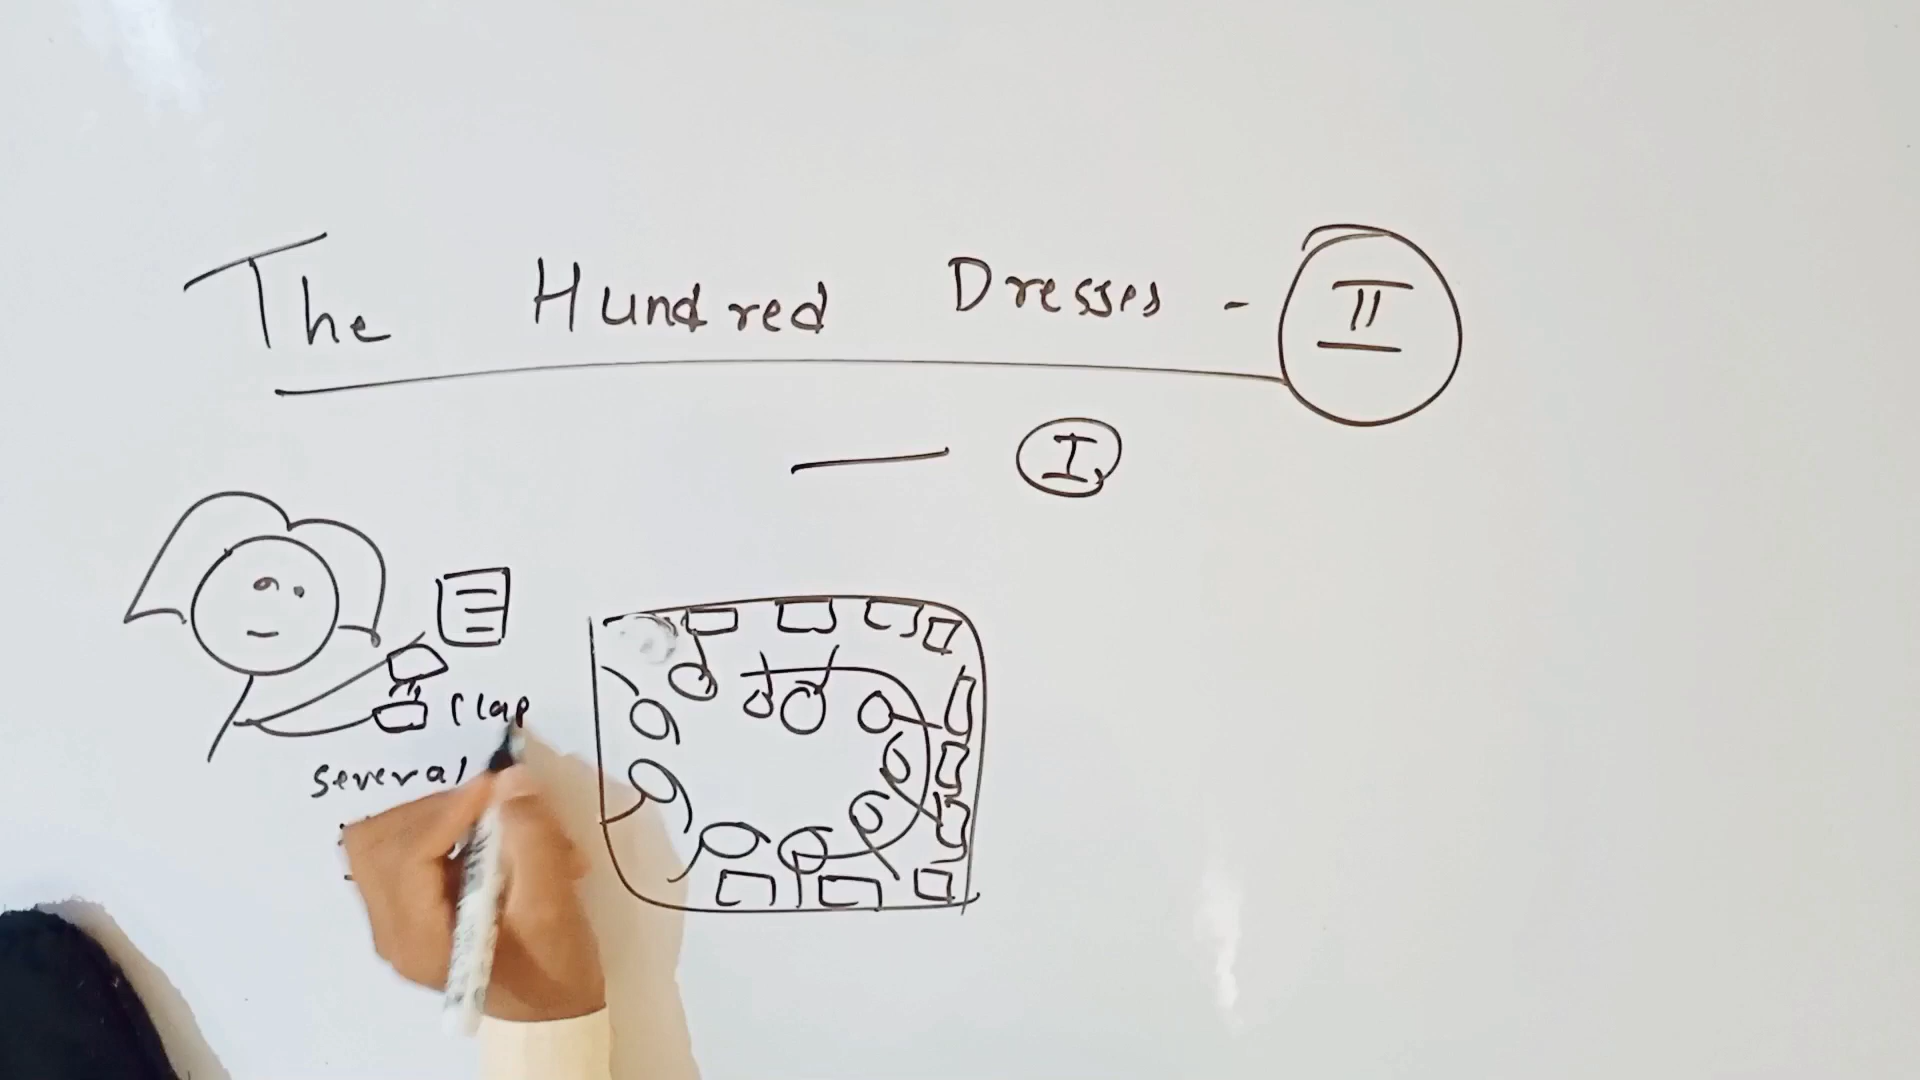 The Hundred Dresses - II
I
Clap
several